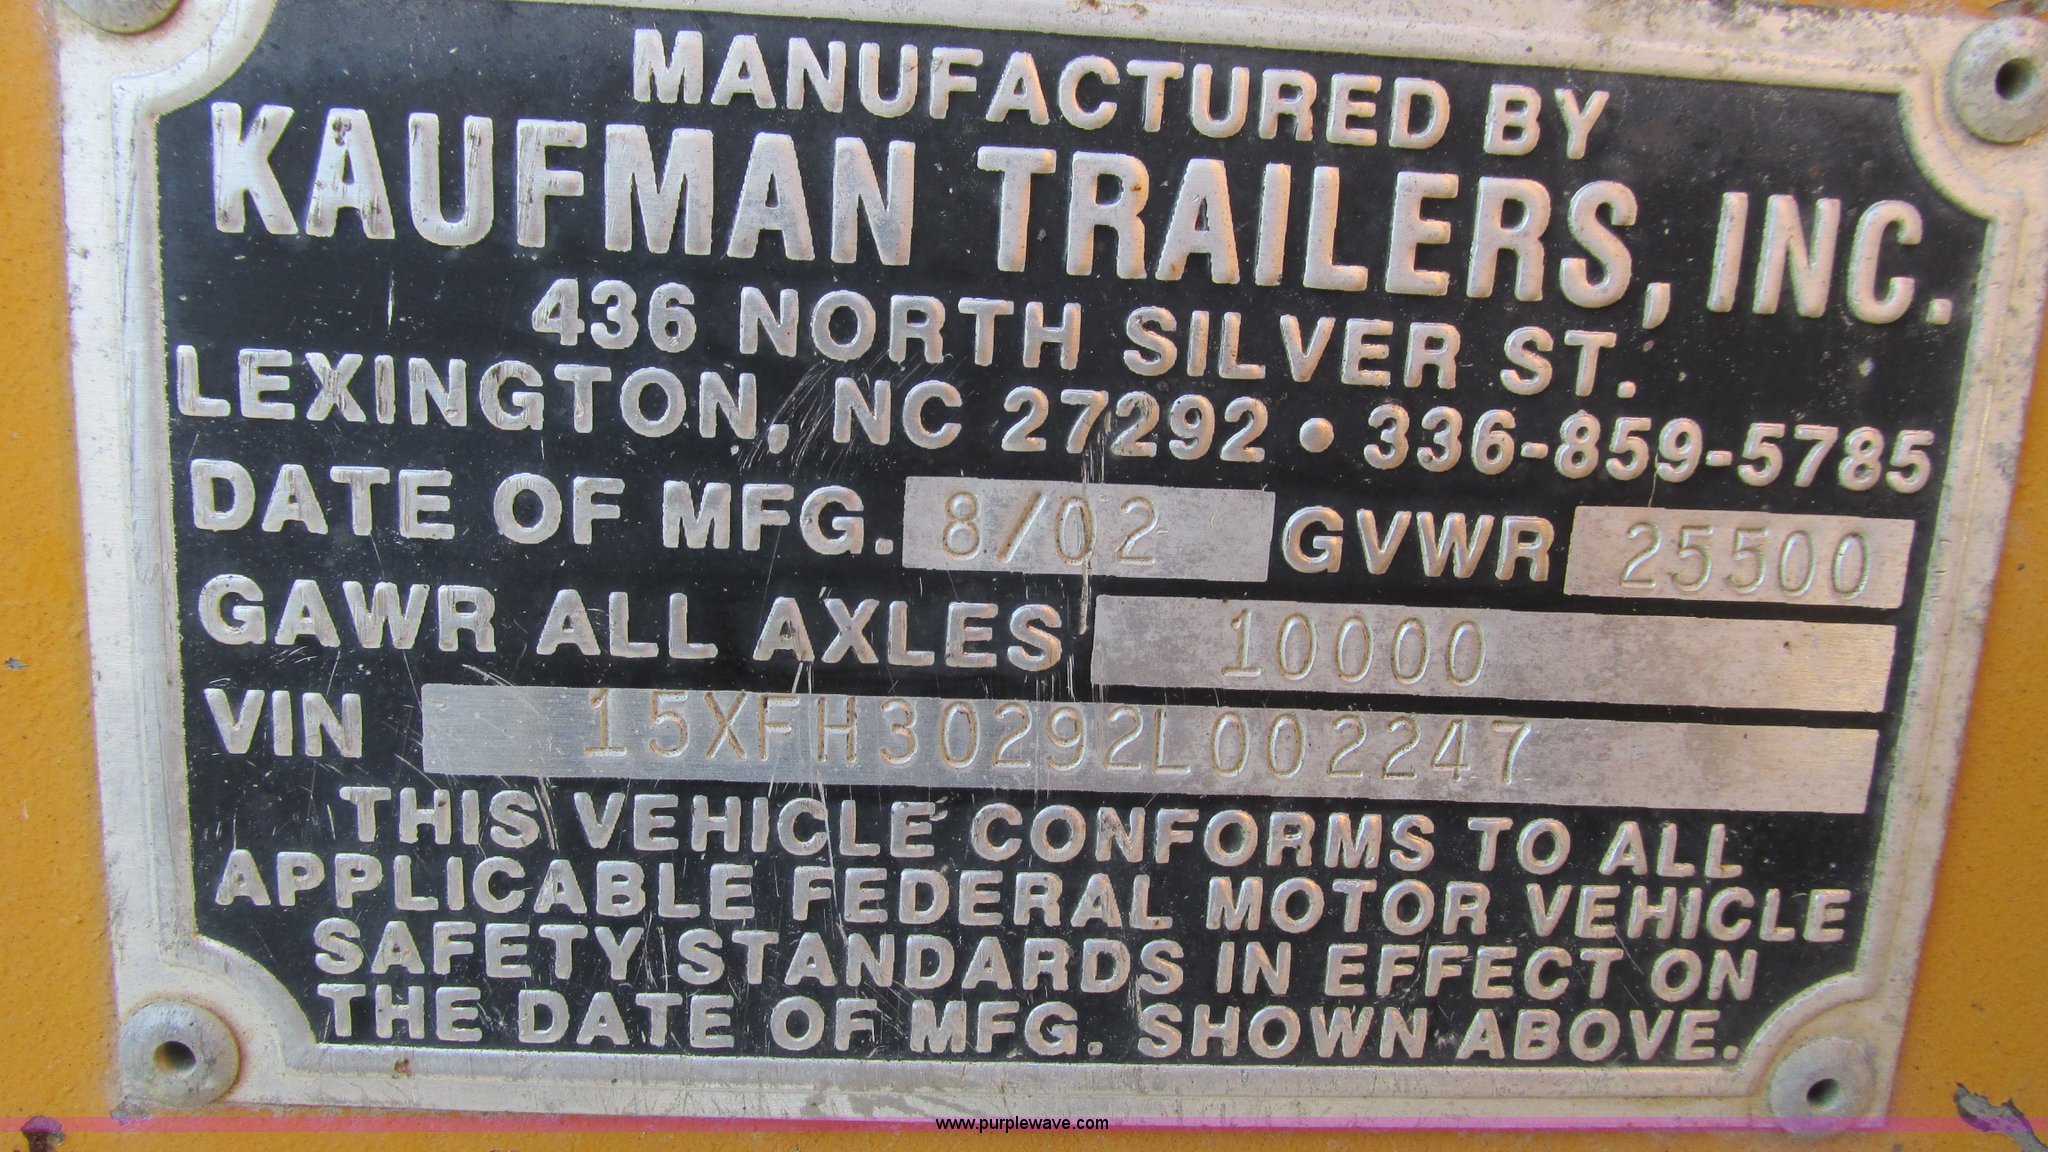 MANUFACTURED BY
KAUFMAN TRAILERS, INC.
436 NORTH SILVER ST.
LEXINGTON, NC 27292 • 336-859-5785
DATE OF MFG. 8/02 GVWR 25500
GAWR ALL AXLES 10000
VIN 15XFH30292L002247
THIS VEHICLE CONFORMS TO ALL
APPLICABLE FEDERAL MOTOR VEHICLE
SAFETY STANDARDS IN EFFECT ON
THE DATE OF MFG. SHOWN ABOVE.
www.purplewave.com